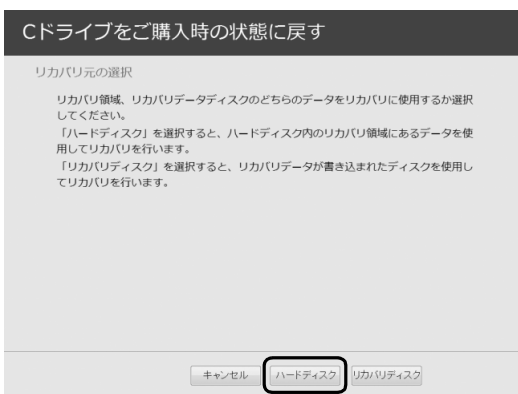 Cドライブをご購入時の状態に戻す
リカバリ元の選択
リカバリ領域、リカバリデータディスクのどちらのデータをリカバリに使用するか選択
してください。
「ハードディスク」を選択すると、ハードディスク内のリカバリ領域にあるデータを使
用してリカバリを行います。
「リカバリディスク」を選択すると、リカバリデータが書き込まれたディスクを使用し
てリカバリを行います。
キャンセル ハードディスク リカバリディスク